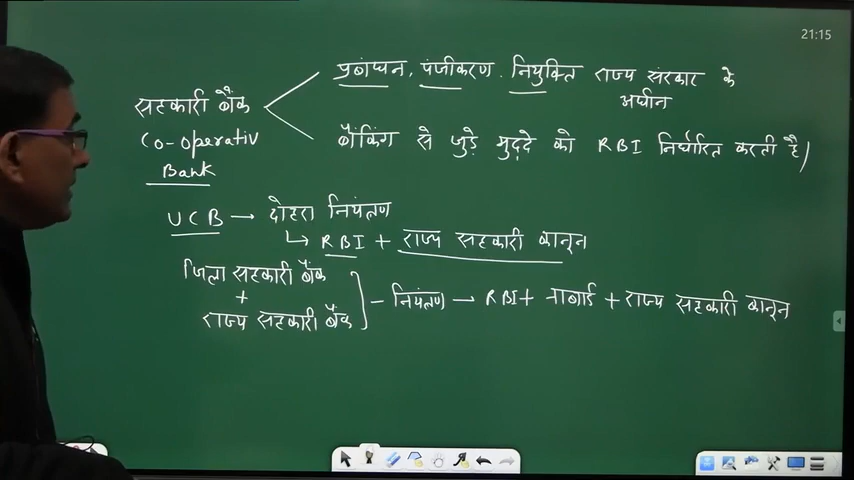 21:15
प्रबंधन, पंजीकरण, नियुक्ति राज्य सरकार के
अधीन
सहकारी बैंक
Co-operativ
Bank
बैंकिंग से जुड़े मुद्दे को RBI निर्धारित करती है/
UCB → दोहरा नियंत्रण
↳ RBI + राज्य सहकारी कानून
जिला सहकारी बैंक
+
राज्य सहकारी बैंक
- नियंत्रण → RBI + नाबार्ड + राज्य सहकारी कानून